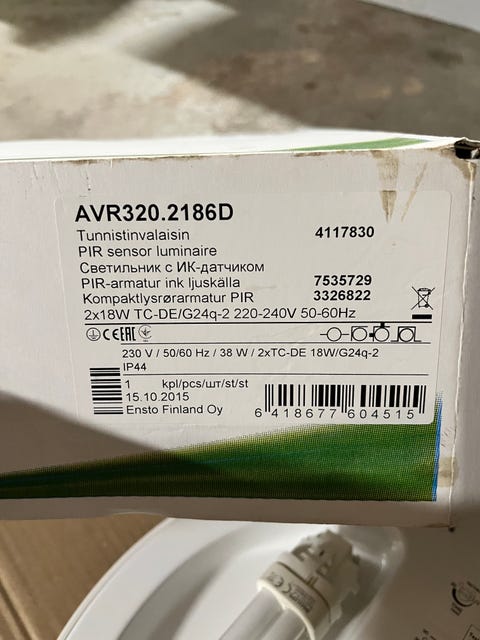 AVR320.2186D
Tunnistinvalaisin 4117830
PIR sensor luminaire
Светильник с ИК-датчиком
PIR-armatur ink ljuskälla 7535729
Kompaktlysrørarmatur PIR 3326822
2x18W TC-DE/G24q-2 220-240V 50-60Hz
CE EAC
230 V / 50/60 Hz / 38 W / 2xTC-DE 18W/G24q-2
IP44
1 kpl/pcs/шт/st/st
15.10.2015
Ensto Finland Oy
6 418677 604515